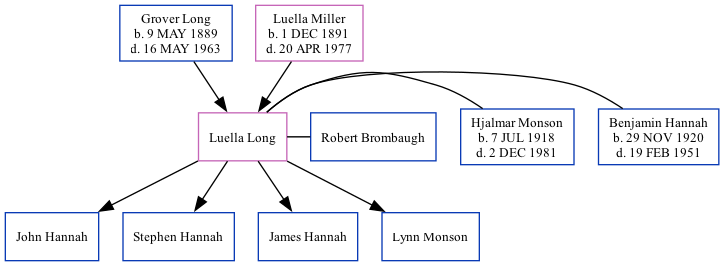 Grover Long
b. 9 MAY 1889
d. 16 MAY 1963
Luella Miller
b. 1 DEC 1891
d. 20 APR 1977
Luella Long
Robert Brombaugh
Hjalmar Monson
b. 7 JUL 1918
d. 2 DEC 1981
Benjamin Hannah
b. 29 NOV 1920
d. 19 FEB 1951
John Hannah
Stephen Hannah
James Hannah
Lynn Monson